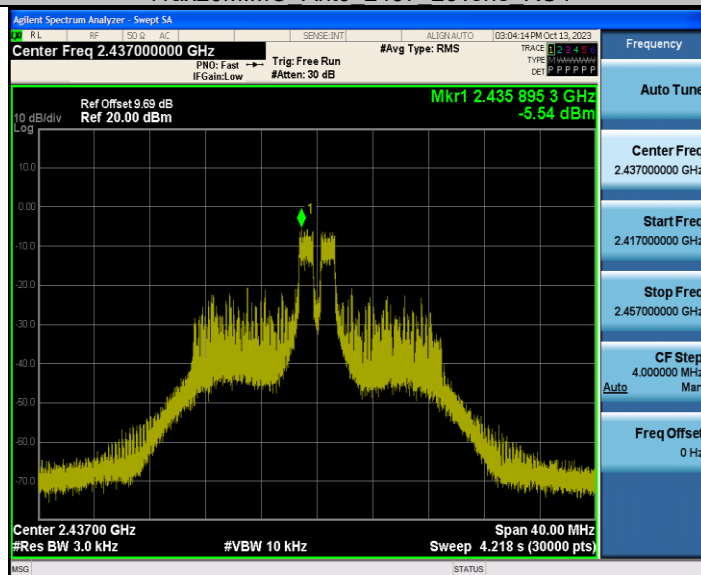 Agilent Spectrum Analyzer - Swept SA
RL RF 50 Ω AC SENSE:INT ALIGN AUTO 03:04:14 PM Oct 13, 2023
Center Freq 2.437000000 GHz #Avg Type: RMS TRACE 1 2 3 4 5 6
PNO: Fast Trig: Free Run TYPE M WWWWW
IFGain:Low #Atten: 30 dB DET P P P P P P
Ref Offset 9.69 dB Mkr1 2.435 895 3 GHz
10 dB/div Ref 20.00 dBm -5.54 dBm
Log
10.0
0.00
1
-10.0
-20.0
-30.0
-40.0
-50.0
-60.0
-70.0
Center 2.43700 GHz Span 40.00 MHz
#Res BW 3.0 kHz #VBW 10 kHz Sweep 4.218 s (30000 pts)
MSG STATUS
Frequency
Auto Tune
Center Freq
2.437000000 GHz
Start Freq
2.417000000 GHz
Stop Freq
2.457000000 GHz
CF Step
4.000000 MHz
Auto Man
Freq Offset
0 Hz